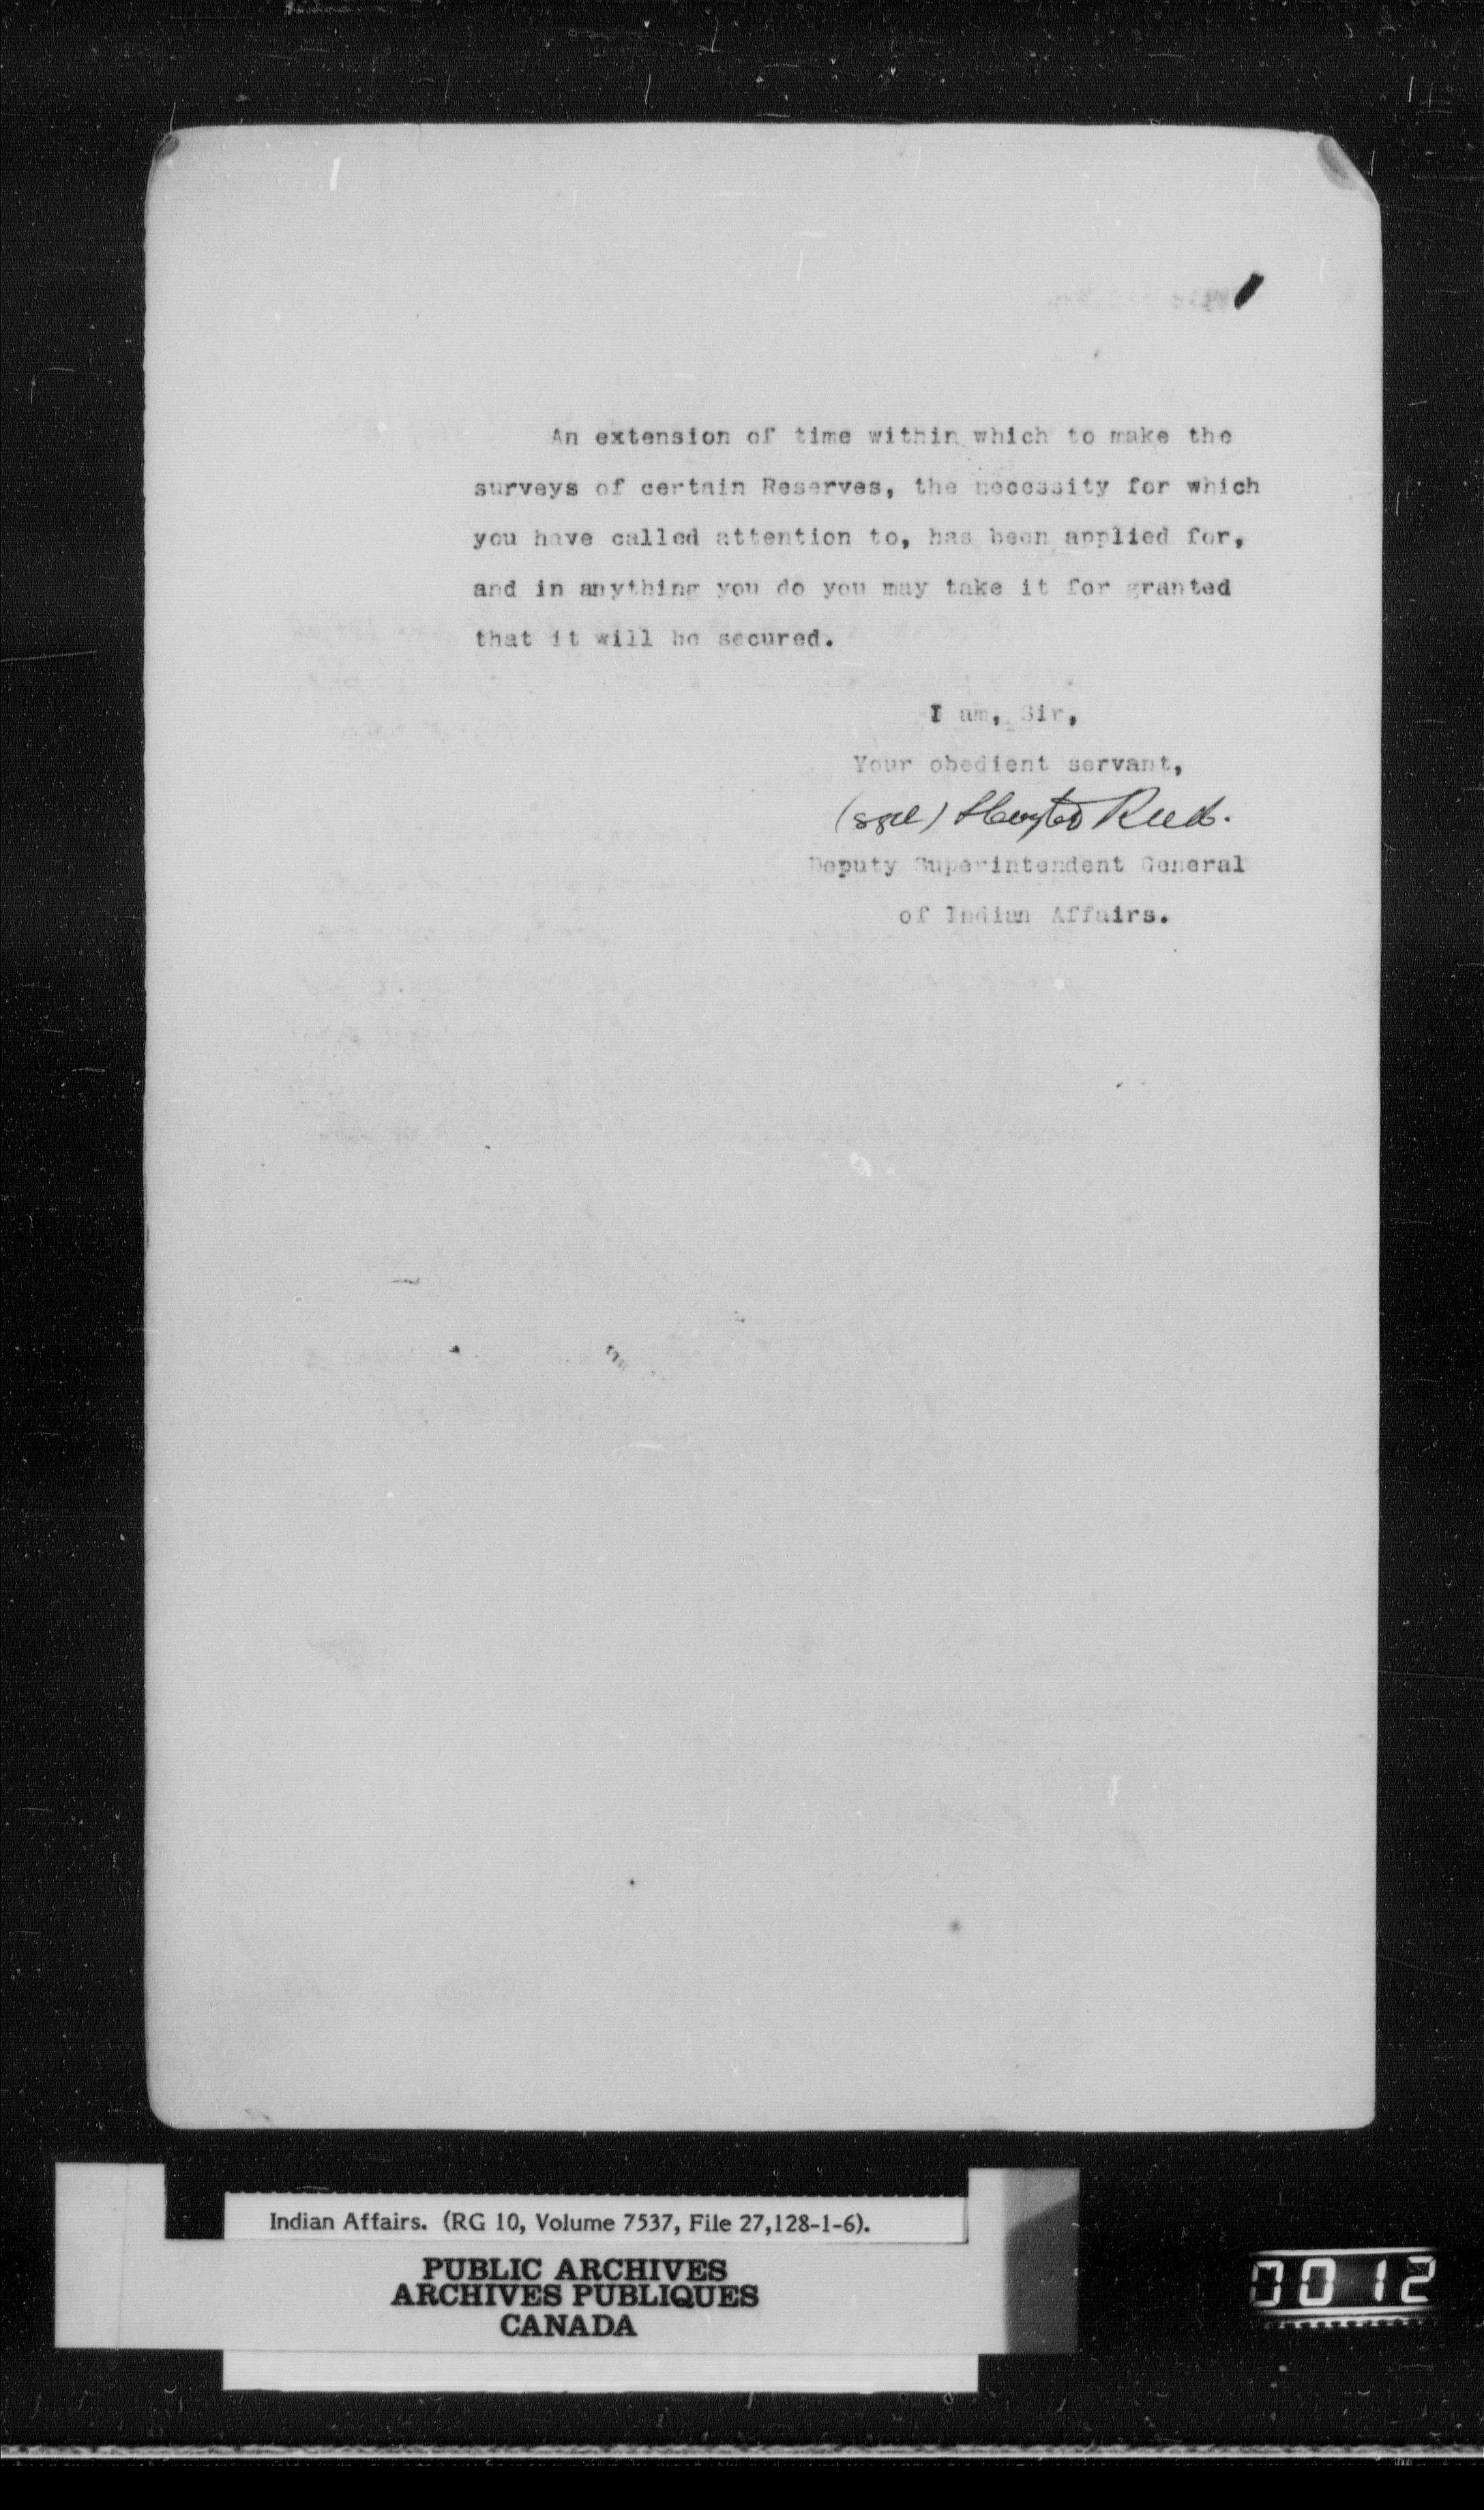 An extension of time within which to make the
surveys of certain Reserves, the necessity for which
you have called attention to, has been applied for,
and in anything you do you may take it for granted
that it will be secured.
I am, Sir,
Your obedient servant,
(sgd) Hayter Reed.
Deputy Superintendent General
of Indian Affairs.
Indian Affairs. (RG 10, Volume 7537, File 27,128-1-6).
PUBLIC ARCHIVES
ARCHIVES PUBLIQUES
CANADA
0012